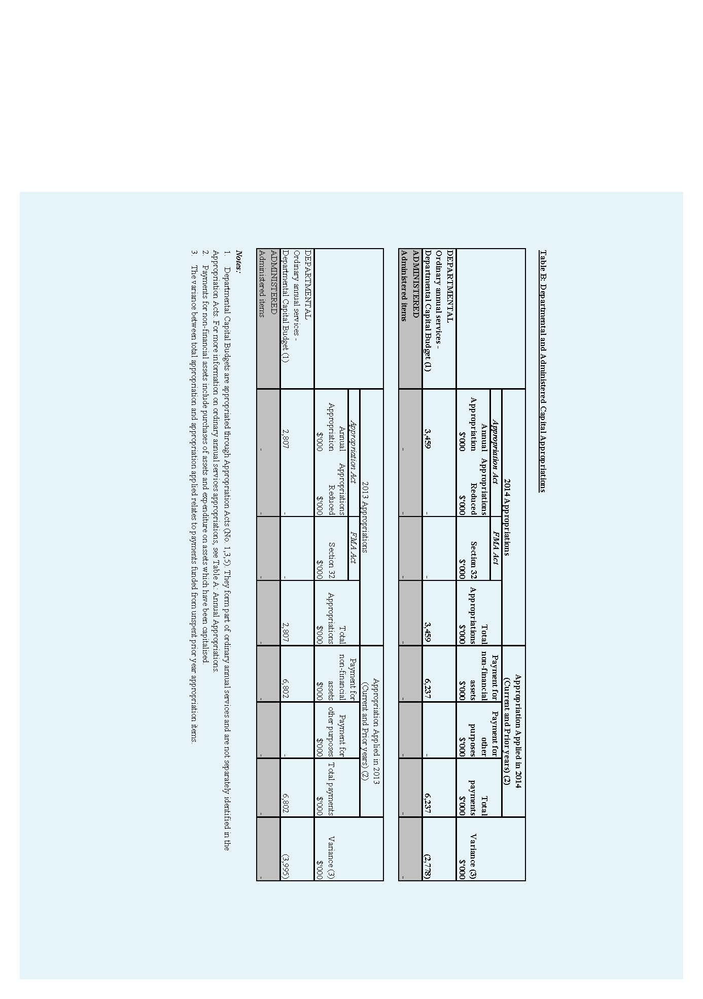 Table B: Departmental and Administered Capital Appropriations
2014 Appropriations
Appropriation Applied in 2014
(Current and Prior years) (2)
Appropriation Act
FMA Act
Annual Appropriation $'000
Appropriations Reduced $'000
Section 32 $'000
Total Appropriations $'000
Payment for non-financial assets $'000
Payment for other purposes $'000
Total payments $'000
Variance (3) $'000
DEPARTMENTAL
Ordinary annual services -
Departmental Capital Budget (1) 3,459 - - 3,459 6,237 - 6,237 (2,778)
ADMINISTERED
Administered items - - - - - - - -
2013 Appropriations
Appropriation Applied in 2013
(Current and Prior years) (2)
Appropriation Act
FMA Act
Annual Appropriation $'000
Appropriations Reduced $'000
Section 32 $'000
Total Appropriations $'000
Payment for non-financial assets $'000
Payment for other purposes $'000
Total payments $'000
Variance (3) $'000
DEPARTMENTAL
Ordinary annual services -
Departmental Capital Budget (1) 2,807 - - 2,807 6,802 - 6,802 (3,995)
ADMINISTERED
Administered items - - - - - - - -
Notes:
1. Departmental Capital Budgets are appropriated through Appropriation Acts (No. 1,3,5). They form part of ordinary annual services and are not separately identified in the
Appropriation Acts. For more information on ordinary annual services appropriations, see Table A: Annual Appropriations.
2. Payments for non-financial assets include purchases of assets and expenditure on assets which have been capitalised.
3 The variance between total appropriation and appropriation applied relates to payments funded from unspent prior year appropriation items.